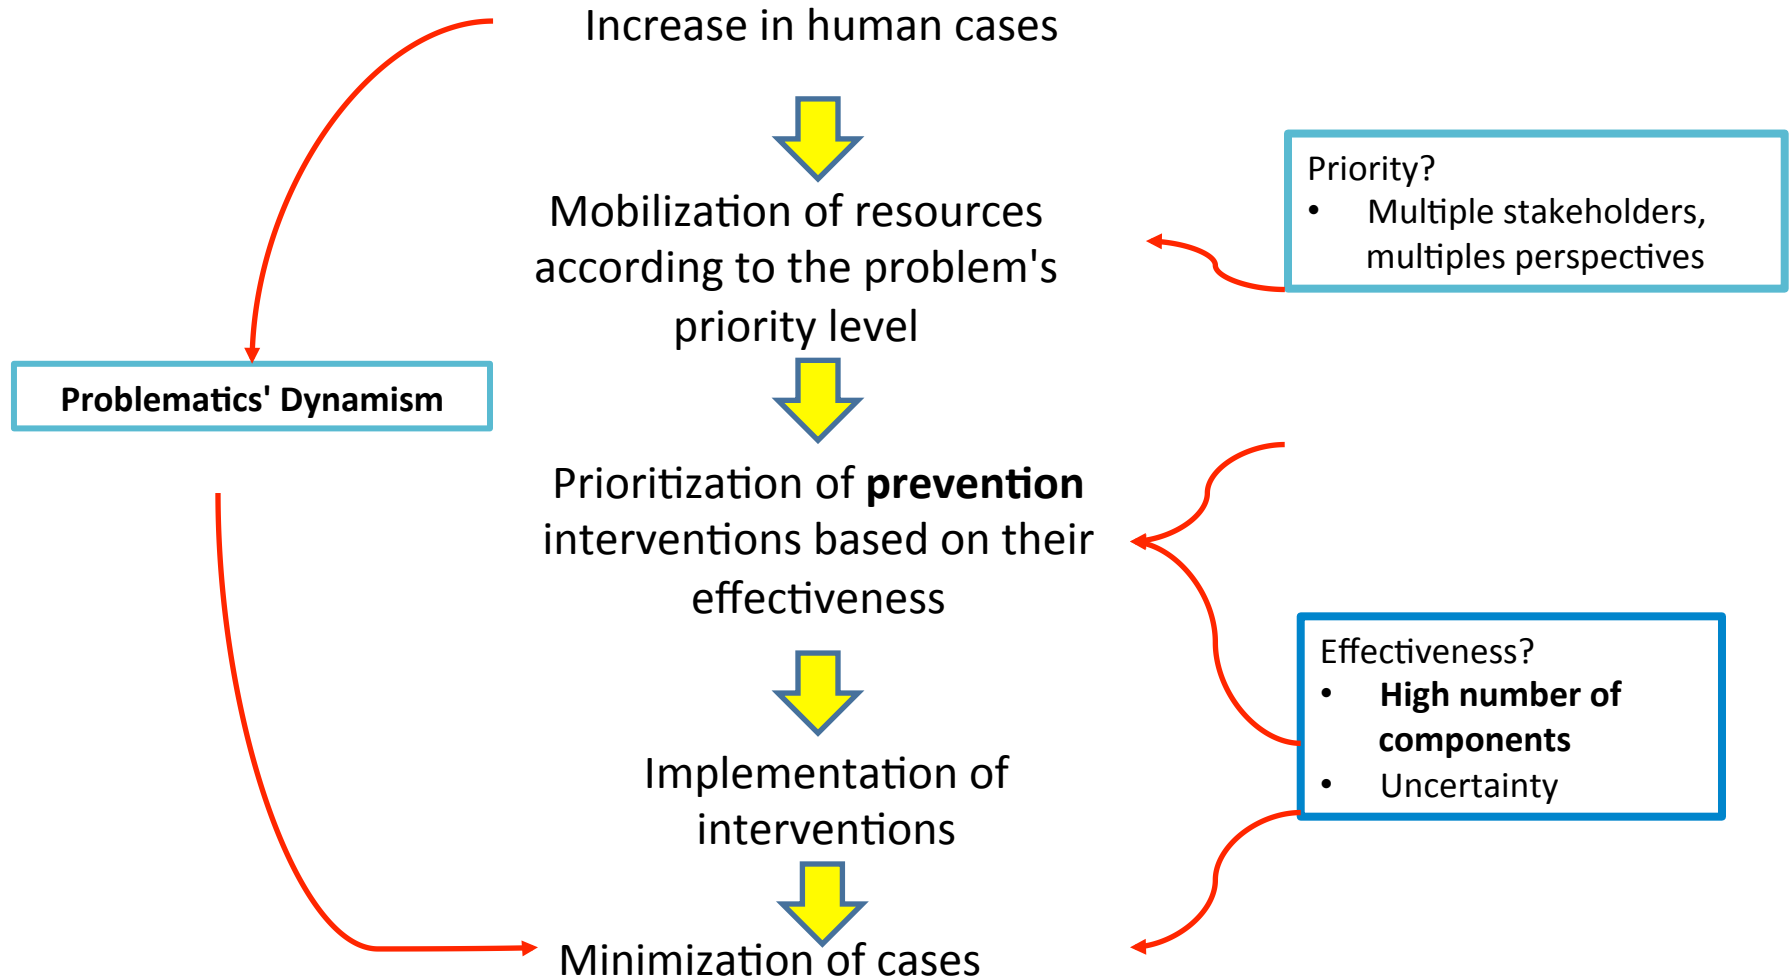 Increase in human cases
Priority?
• Multiple stakeholders,
multiples perspectives
Mobilization of resources
according to the problem's
priority level
Problematics' Dynamism
Prioritization of prevention
interventions based on their
effectiveness
Effectiveness?
• High number of
components
• Uncertainty
Implementation of
interventions
Minimization of cases